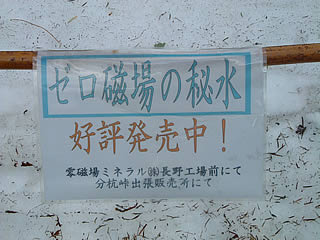 ゼロ磁場の秘水
好評発売中！
零磁場ミネラル㈱長野工場前にて
分杭峠出張販売所にて